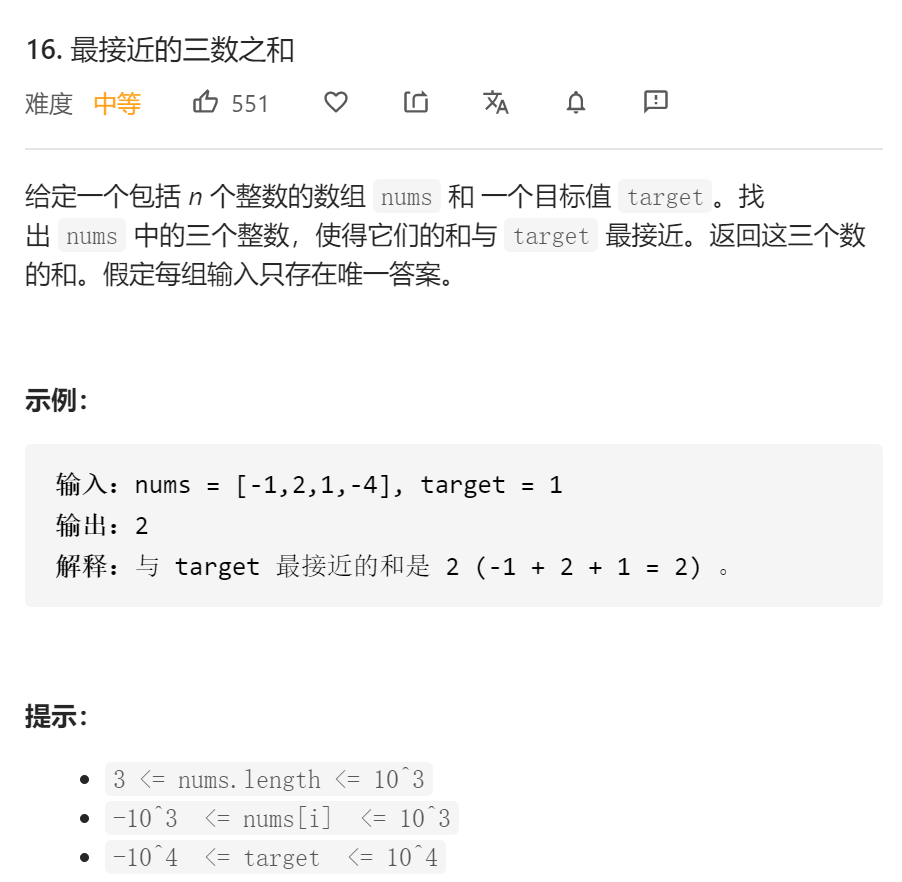 16. 最接近的三数之和
难度 中等 551
给定一个包括 n 个整数的数组 nums 和 一个目标值 target 。找
出 nums 中的三个整数，使得它们的和与 target 最接近。返回这三个数
的和。假定每组输入只存在唯一答案。
示例：
输入：nums = [-1,2,1,-4], target = 1
输出：2
解释：与 target 最接近的和是 2 (-1 + 2 + 1 = 2) 。
提示：
3 <= nums.length <= 10^3
-10^3 <= nums[i] <= 10^3
-10^4 <= target <= 10^4